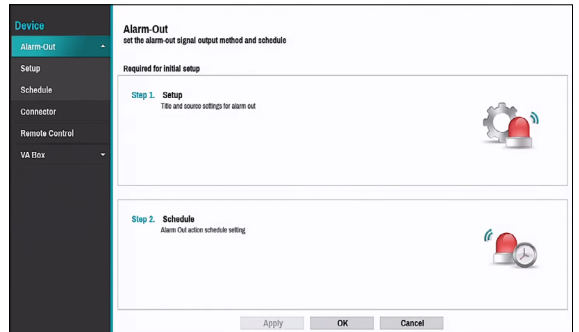 Device
Alarm-Out
Setup
Schedule
Connector
Remote Control
VA Box
Alarm-Out
set the alarm-out signal output method and schedule
Required for initial setup
Step 1. Setup
Title and source settings for alarm out
Step 2. Schedule
Alarm Out action schedule setting
Apply OK Cancel